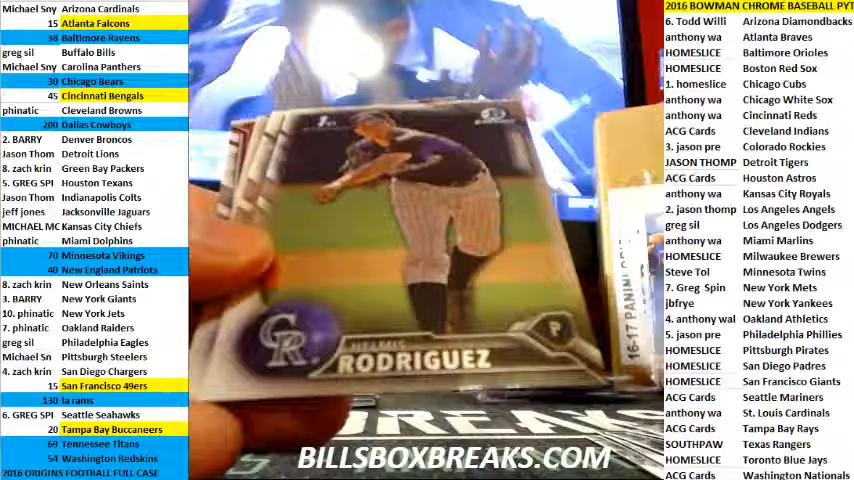 Michael Sny Arizona Cardinals
15 Atlanta Falcons
38 Baltimore Ravens
greg sil Buffalo Bills
Michael Sny Carolina Panthers
30 Chicago Bears
45 Cincinnati Bengals
phinatic Cleveland Browns
200 Dallas Cowboys
2. BARRY Denver Broncos
Jason Thom Detroit Lions
8. zach krin Green Bay Packers
5. GREG SPI Houston Texans
Jason Thom Indianapolis Colts
jeff jones Jacksonville Jaguars
MICHAEL MC Kansas City Chiefs
phinatic Miami Dolphins
70 Minnesota Vikings
40 New England Patriots
8. zach krin New Orleans Saints
3. BARRY New York Giants
10. phinatic New York Jets
7. phinatic Oakland Raiders
greg sil Philadelphia Eagles
Michael Sn Pittsburgh Steelers
4. zach krin San Diego Chargers
15 San Francisco 49ers
130 la rams
6. GREG SPI Seattle Seahawks
20 Tampa Bay Buccaneers
69 Tennessee Titans
54 Washington Redskins
2016 ORIGINS FOOTBALL FULL CASE
1st
BOWMAN
CR
HELMIS
RODRIGUEZ
P
16-17 PANINI
BREAKS
BILLSBOXBREAKS.COM
2016 BOWMAN CHROME BASEBALL PYT
6. Todd Willi Arizona Diamondbacks
anthony wa Atlanta Braves
HOMESLICE Baltimore Orioles
HOMESLICE Boston Red Sox
1. homeslice Chicago Cubs
anthony wa Chicago White Sox
anthony wa Cincinnati Reds
ACG Cards Cleveland Indians
3. jason pre Colorado Rockies
JASON THOMP Detroit Tigers
ACG Cards Houston Astros
anthony wa Kansas City Royals
2. jason thomp Los Angeles Angels
greg sil Los Angeles Dodgers
anthony wa Miami Marlins
HOMESLICE Milwaukee Brewers
Steve Tol Minnesota Twins
7. Greg Spin New York Mets
jbfrye New York Yankees
4. anthony wal Oakland Athletics
5. jason pre Philadelphia Phillies
HOMESLICE Pittsburgh Pirates
HOMESLICE San Diego Padres
HOMESLICE San Francisco Giants
ACG Cards Seattle Mariners
anthony wa St. Louis Cardinals
ACG Cards Tampa Bay Rays
SOUTHPAW Texas Rangers
HOMESLICE Toronto Blue Jays
ACG Cards Washington Nationals